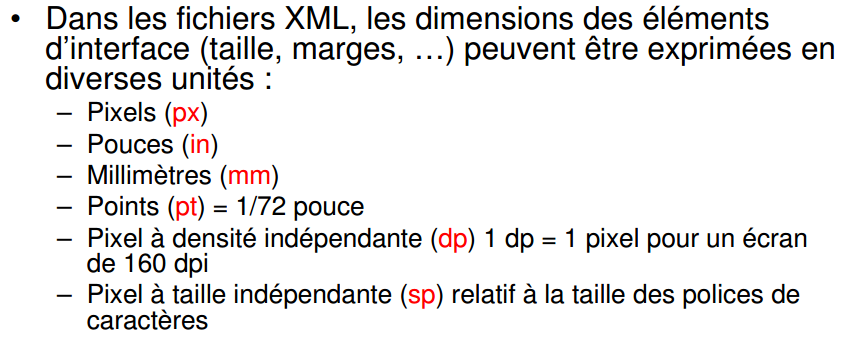 • Dans les fichiers XML, les dimensions des éléments
d'interface (taille, marges, …) peuvent être exprimées en
diverses unités :
– Pixels (px)
– Pouces (in)
– Millimètres (mm)
– Points (pt) = 1/72 pouce
– Pixel à densité indépendante (dp) 1 dp = 1 pixel pour un écran
de 160 dpi
– Pixel à taille indépendante (sp) relatif à la taille des polices de
caractères